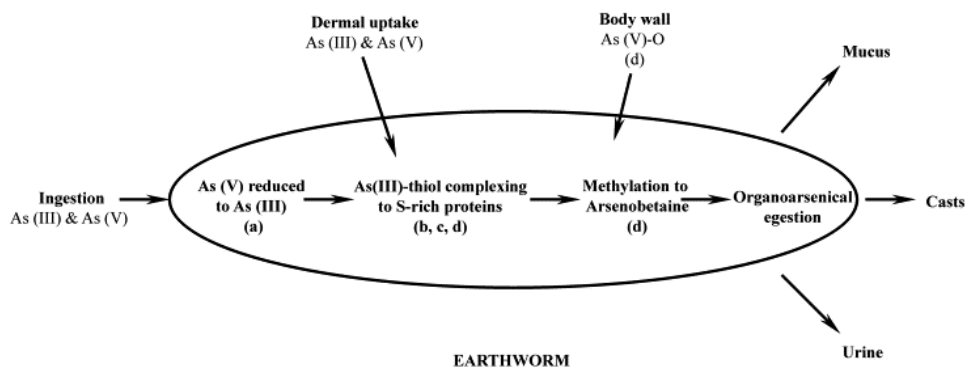 Dermal uptake
As (III) & As (V)
Body wall
As (V)-O
(d)
Mucus
Ingestion
As (III) & As (V)
As (V) reduced
to As (III)
(a)
As(III)-thiol complexing
to S-rich proteins
(b, c, d)
Methylation to
Arsenobetaine
(d)
Organoarsenical
egestion
Casts
Urine
EARTHWORM